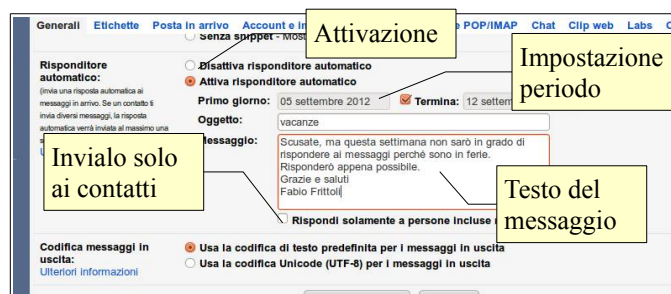 Generali Etichette Posta in arrivo Account e in POP/IMAP Chat Clip web Labs
Senza snippet - Most
Attivazione
Risponditore automatico:
(invia una risposta automatica ai
messaggi in arrivo. Se un contatto ti
invia diversi messaggi, la risposta
automatica verrà inviata al massimo una
Disattiva risponditore automatico
Attiva risponditore automatico
Impostazione
periodo
Primo giorno: 05 settembre 2012 Termina: 12 settem
Oggetto: vacanze
Messaggio:
Scusate, ma questa settimana non sarò in grado di
rispondere ai messaggi perché sono in ferie.
Risponderò appena possibile.
Grazie e saluti
Fabio Frittoli
Invialo solo
ai contatti
Testo del
messaggio
Rispondi solamente a persone incluse
Codifica messaggi in
uscita:
Ulteriori informazioni
Usa la codifica di testo predefinita per i messaggi in uscita
Usa la codifica Unicode (UTF-8) per i messaggi in uscita